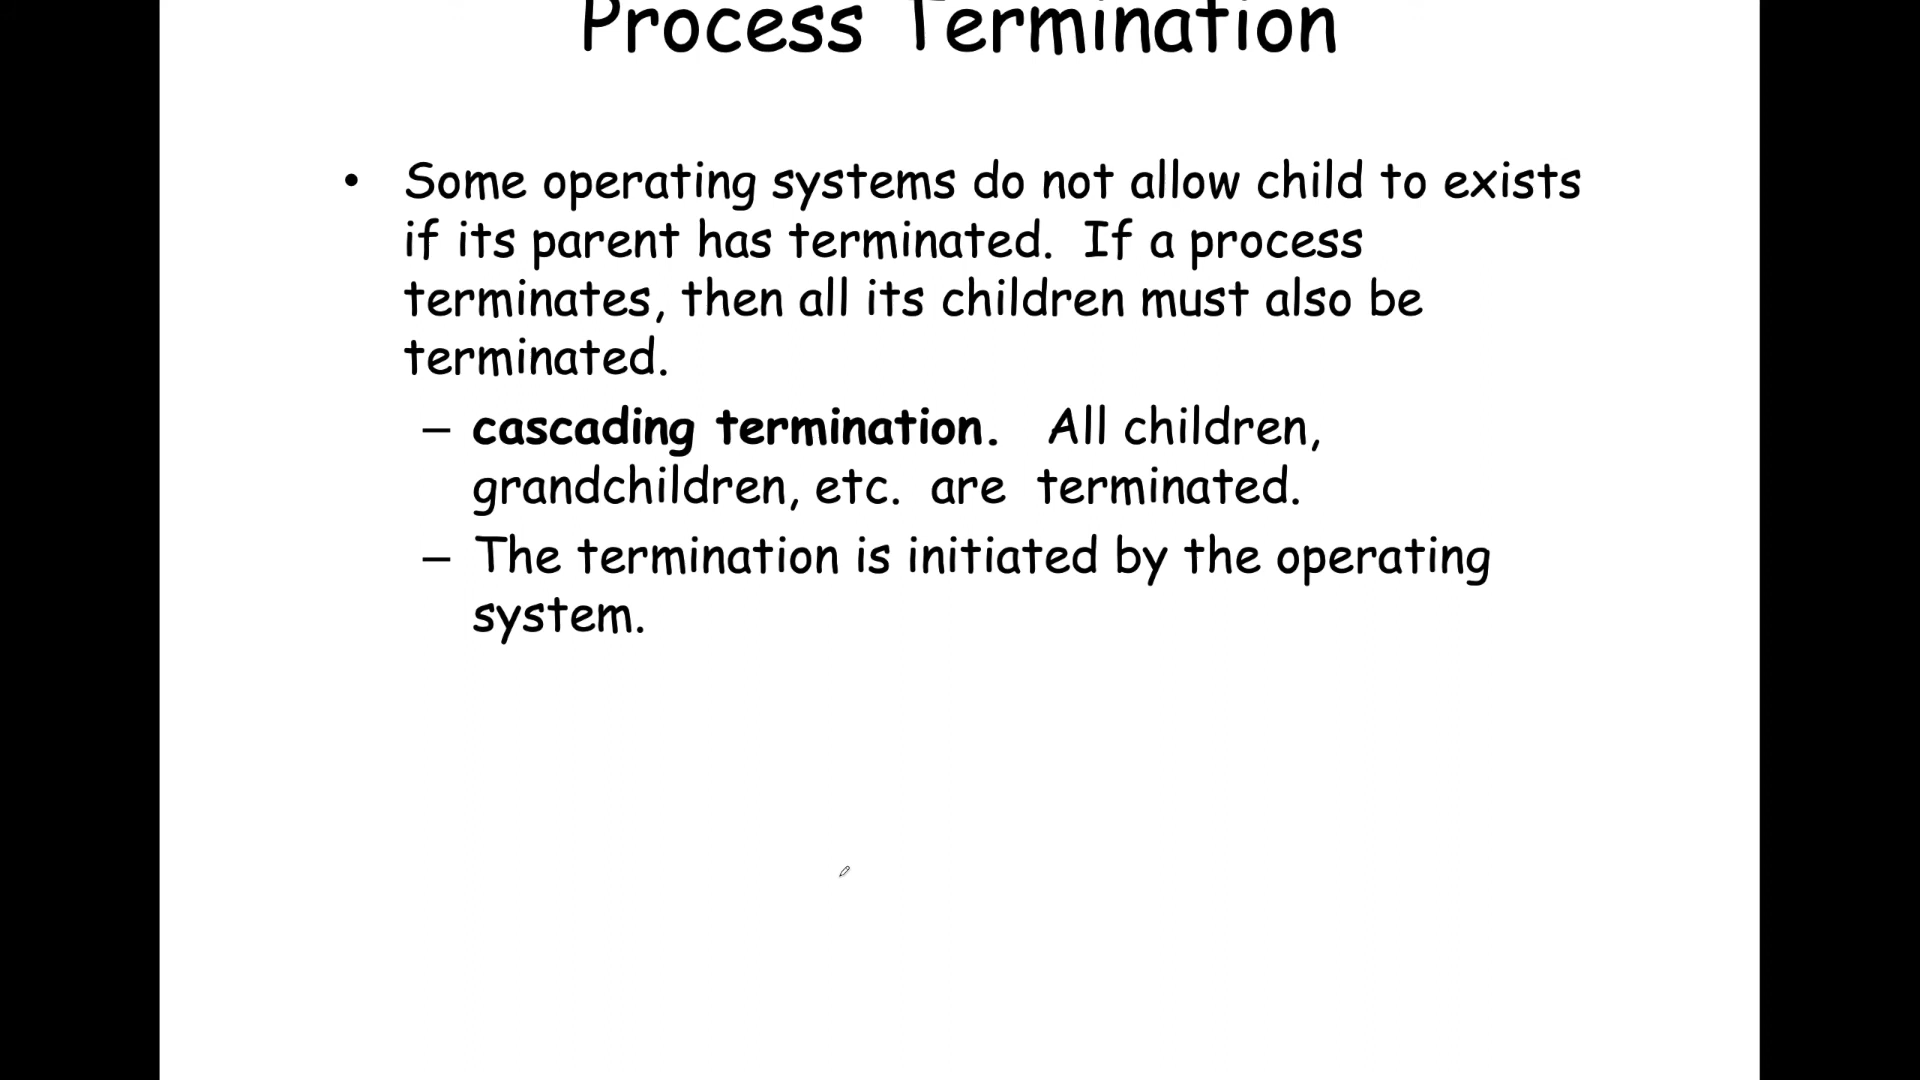 Process Termination
• Some operating systems do not allow child to exists
if its parent has terminated. If a process
terminates, then all its children must also be
terminated.
– cascading termination. All children,
grandchildren, etc. are terminated.
– The termination is initiated by the operating
system.